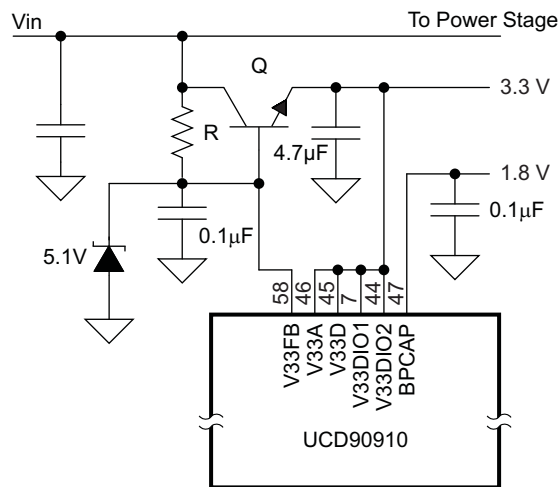 Vin
To Power Stage
Q
3.3 V
R
4.7µF
1.8 V
0.1µF
0.1µF
5.1V
58
46
45
7
44
47
V33FB
V33A
V33D
V33DIO1
V33DIO2
BPCAP
UCD90910